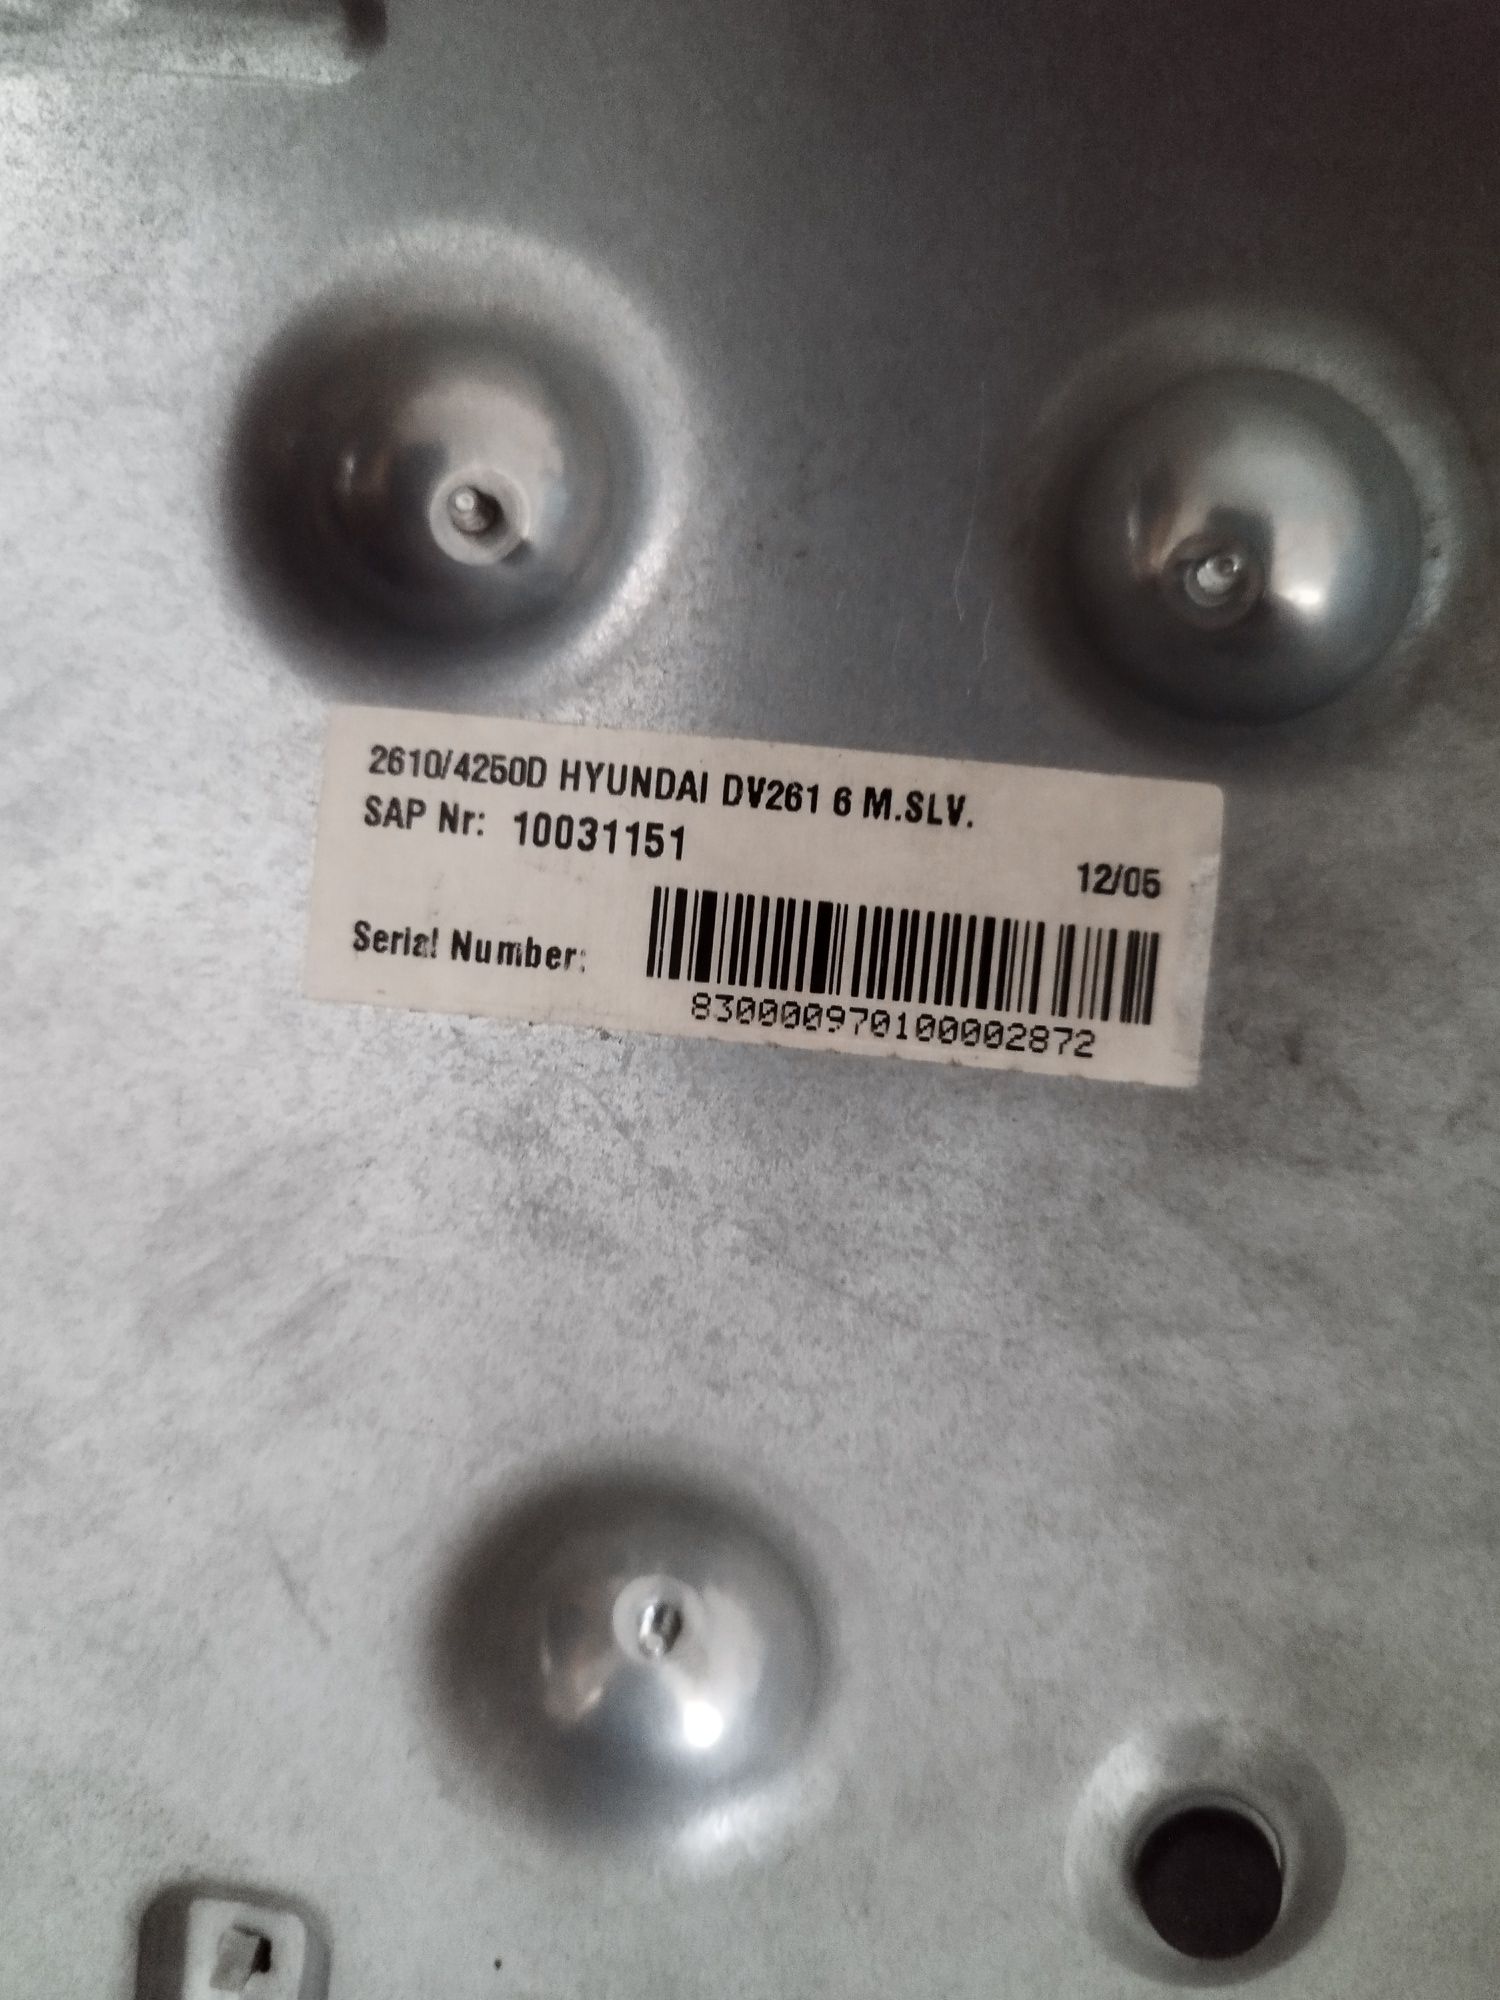 2610/4250D HYUNDAI DV261 6 M.SLV.
SAP Nr: 10031151
12/05
Serial Number:
830000970100002872